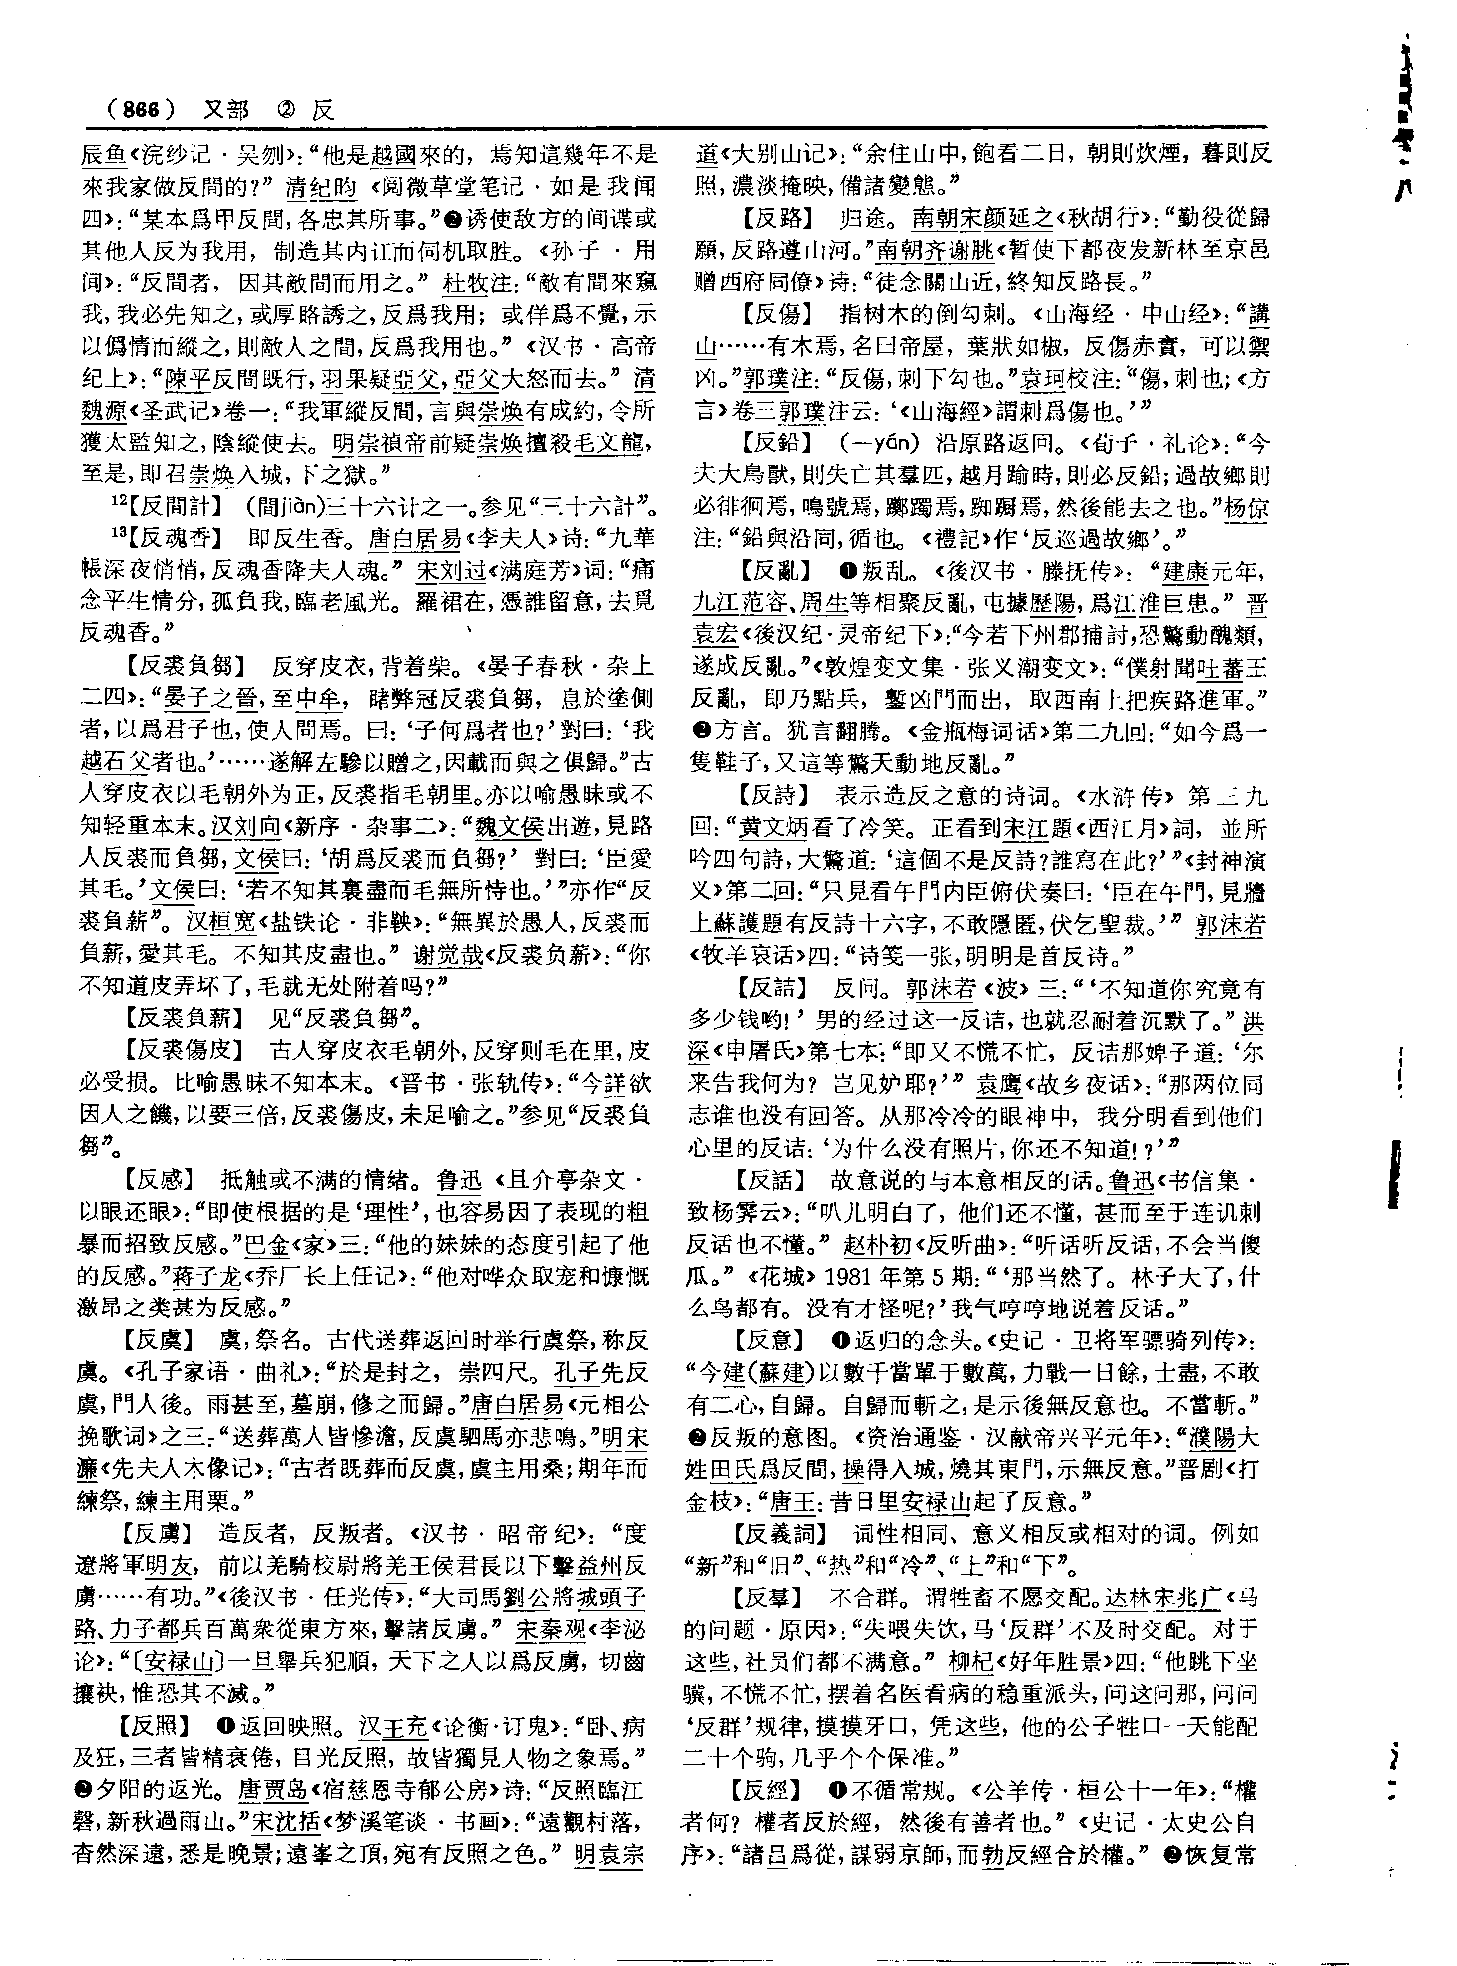 （866） 又部 ② 反
辰鱼《浣纱记·吴刎》：“他是越國來的，焉知這幾年不是
來我家做反間的？”清纪昀《阅微草堂笔记·如是我闻
四》：“某本爲甲反間，各忠其所事。”❷诱使敌方的间谍或
其他人反为我用，制造其内讧而伺机取胜。《孙子·用
间》：“反間者，因其敵間而用之。”杜牧注：“敵有間來窺
我，我必先知之，或厚賂誘之，反爲我用；或佯爲不覺，示
以僞情而縱之，則敵人之間，反爲我用也。”《汉书·高帝
纪上》：“陳平反間既行，羽果疑亞父，亞父大怒而去。”清
魏源《圣武记》卷一：“我軍縱反間，言與崇焕有成約，令所
獲太監知之，陰縱使去。明崇禎帝前疑崇焕擅殺毛文龍，
至是，即召崇焕入城，下之獄。”
¹²【反間計】 （間jiàn）三十六计之一。参见“三十六計”。
¹³【反魂香】 即反生香。唐白居易《李夫人》诗：“九華
帳深夜悄悄，反魂香降夫人魂。”宋刘过《满庭芳》词：“痛
念平生情分，孤負我，臨老風光。羅裙在，憑誰留意，去覓
反魂香。”
【反裘負芻】 反穿皮衣，背着柴。《晏子春秋·杂上
二四》：“晏子之晉，至中牟，睹弊冠反裘負芻，息於塗側
者，以爲君子也，使人問焉。曰：‘子何爲者也？’對曰：‘我
越石父者也。’……遂解左驂以贈之，因載而與之俱歸。”古
人穿皮衣以毛朝外为正，反裘指毛朝里。亦以喻愚昧或不
知轻重本末。汉刘向《新序·杂事二》：“魏文侯出遊，見路
人反裘而負芻，文侯曰：‘胡爲反裘而負芻？’對曰：‘臣愛
其毛。’文侯曰：‘若不知其裏盡而毛無所恃也。’”亦作“反
裘負薪”。汉桓宽《盐铁论·非鞅》：“無異於愚人，反裘而
負薪，愛其毛。不知其皮盡也。”谢觉哉《反裘负薪》：“你
不知道皮弄坏了，毛就无处附着吗？”
【反裘負薪】 见“反裘負芻”。
【反裘傷皮】 古人穿皮衣毛朝外，反穿则毛在里，皮
必受损。比喻愚昧不知本末。《晋书·张轨传》：“今詳欲
因人之饑，以要三倍，反裘傷皮，未足喻之。”参见“反裘負
芻”。
【反感】 抵触或不满的情绪。鲁迅《且介亭杂文·
以眼还眼》：“即使根据的是‘理性’，也容易因了表现的粗
暴而招致反感。”巴金《家》三：“他的妹妹的态度引起了他
的反感。”蒋子龙《乔厂长上任记》：“他对哗众取宠和慷慨
激昂之类甚为反感。”
【反虞】 虞，祭名。古代送葬返回时举行虞祭，称反
虞。《孔子家语·曲礼》：“於是封之，崇四尺。孔子先反
虞，門人後。雨甚至，墓崩，修之而歸。”唐白居易《元相公
挽歌词》之三：“送葬萬人皆慘澹，反虞駟馬亦悲鳴。”明宋
濂《先夫人木像记》：“古者既葬而反虞，虞主用桑；期年而
練祭，練主用栗。”
【反虜】 造反者，反叛者。《汉书·昭帝纪》：“度
遼將軍明友，前以羌騎校尉將羌王侯君長以下擊益州反
虜……有功。”《後汉书·任光传》：“大司馬劉公將城頭子
路、力子都兵百萬衆從東方來，擊諸反虜。”宋秦观《李泌
论》：“〔安禄山〕一旦舉兵犯順，天下之人以爲反虜，切齒
攘袂，惟恐其不滅。”
【反照】 ❶返回映照。汉王充《论衡·订鬼》：“卧、病
及狂，三者皆精衰倦，目光反照，故皆獨見人物之象焉。”
❷夕阳的返光。唐贾岛《宿慈恩寺郁公房》诗：“反照臨江
磬，新秋過雨山。”宋沈括《梦溪笔谈·书画》：“遠觀村落，
杳然深遠，悉是晚景；遠峯之頂，宛有反照之色。”明袁宗
道《大别山记》：“余住山中，飽看二日，朝則炊煙，暮則反
照，濃淡掩映，備諸變態。”
【反路】 归途。南朝宋颜延之《秋胡行》：“勤役從歸
願，反路遵山河。”南朝齐谢朓《暂使下都夜发新林至京邑
赠西府同僚》诗：“徒念關山近，終知反路長。”
【反傷】 指树木的倒勾刺。《山海经·中山经》：“講
山……有木焉，名曰帝屋，葉狀如椒，反傷赤實，可以禦
凶。”郭璞注：“反傷，刺下勾也。”袁珂校注：“傷，刺也；《方
言》卷三郭璞注云：‘《山海經》謂刺爲傷也。’”
【反鉛】 （—yán） 沿原路返回。《荀子·礼论》：“今
夫大鳥獸，則失亡其羣匹，越月踰時，則必反鉛；過故鄉則
必徘徊焉，鳴號焉，躑躅焉，踟躕焉，然後能去之也。”杨倞
注：“鉛與沿同，循也。《禮記》作‘反巡過故鄉’。”
【反亂】 ❶叛乱。《後汉书·滕抚传》：“建康元年，
九江范容、周生等相聚反亂，屯據歷陽，爲江淮巨患。”晋
袁宏《後汉纪·灵帝纪下》：“今若下州郡捕討，恐驚動醜類，
遂成反亂。”《敦煌变文集·张义潮变文》：“僕射聞吐蕃王
反亂，即乃點兵，鑿凶門而出，取西南上把疾路進軍。”
❷方言。犹言翻腾。《金瓶梅词话》第二九回：“如今爲一
隻鞋子，又這等驚天動地反亂。”
【反詩】 表示造反之意的诗词。《水浒传》第三九
回：“黄文炳看了冷笑。正看到宋江題《西江月》詞，並所
吟四句詩，大驚道：‘這個不是反詩？誰寫在此？’”《封神演
义》第二回：“只見看午門内臣俯伏奏曰：‘臣在午門，見牆
上蘇護題有反詩十六字，不敢隱匿，伏乞聖裁。’”郭沫若
《牧羊哀话》四：“诗笺一张，明明是首反诗。”
【反詰】 反问。郭沫若《波》三：“‘不知道你究竟有
多少钱哟！’男的经过这一反诘，也就忍耐着沉默了。”洪
深《申屠氏》第七本：“即又不慌不忙，反诘那婢子道：‘尔
来告我何为？岂见妒耶？’”袁鹰《故乡夜话》：“那两位同
志谁也没有回答。从那冷冷的眼神中，我分明看到他们
心里的反诘：‘为什么没有照片，你还不知道！？’”
【反話】 故意说的与本意相反的话。鲁迅《书信集·
致杨霁云》：“叭儿明白了，他们还不懂，甚而至于连讥刺
反话也不懂。”赵朴初《反听曲》：“听话听反话，不会当傻
瓜。”《花城》1981年第5期：“‘那当然了。林子大了，什
么鸟都有。没有才怪呢？’我气哼哼地说着反话。”
【反意】 ❶返归的念头。《史记·卫将军骠骑列传》：
“今建（蘇建）以數千當單于數萬，力戰一日餘，士盡，不敢
有二心，自歸。自歸而斬之，是示後無反意也。不當斬。”
❷反叛的意图。《资治通鉴·汉献帝兴平元年》：“濮陽大
姓田氏爲反間，操得入城，燒其東門，示無反意。”晋剧《打
金枝》：“唐王：昔日里安禄山起了反意。”
【反義詞】 词性相同、意义相反或相对的词。例如
“新”和“旧”、“热”和“冷”、“上”和“下”。
【反羣】 不合群。谓牲畜不愿交配。达林宋兆广《马
的问题·原因》：“失喂失饮，马‘反群’不及时交配。对于
这些，社员们都不满意。”柳杞《好年胜景》四：“他跳下坐
骥，不慌不忙，摆着名医看病的稳重派头，问这问那，问问
‘反群’规律，摸摸牙口，凭这些，他的公子牲口一天能配
二十个驹，几乎个个保准。”
【反經】 ❶不循常规。《公羊传·桓公十一年》：“權
者何？權者反於經，然後有善者也。”《史记·太史公自
序》：“諸吕爲從，謀弱京師，而勃反經合於權。”❷恢复常